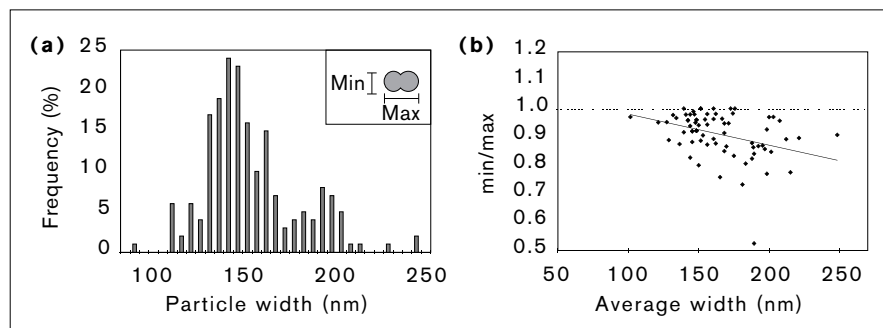 (a)
25
20
15
10
5
0
Frequency (%)
Min
Max
100 150 200 250
Particle width (nm)
(b)
1.2
1.1
1.0
0.9
0.8
0.7
0.6
0.5
min/max
50 100 150 200 250
Average width (nm)